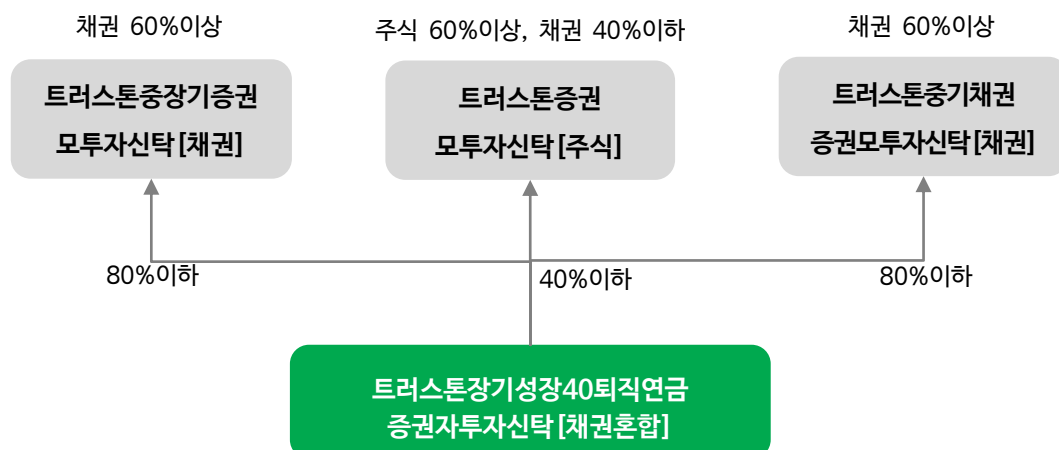 채권 60%이상
주식 60%이상, 채권 40%이하
채권 60%이상
트러스톤중장기증권
모투자신탁[채권]
트러스톤증권
모투자신탁[주식]
트러스톤중기채권
증권모투자신탁[채권]
80%이하
40%이하
80%이하
트러스톤장기성장40퇴직연금
증권자투자신탁[채권혼합]